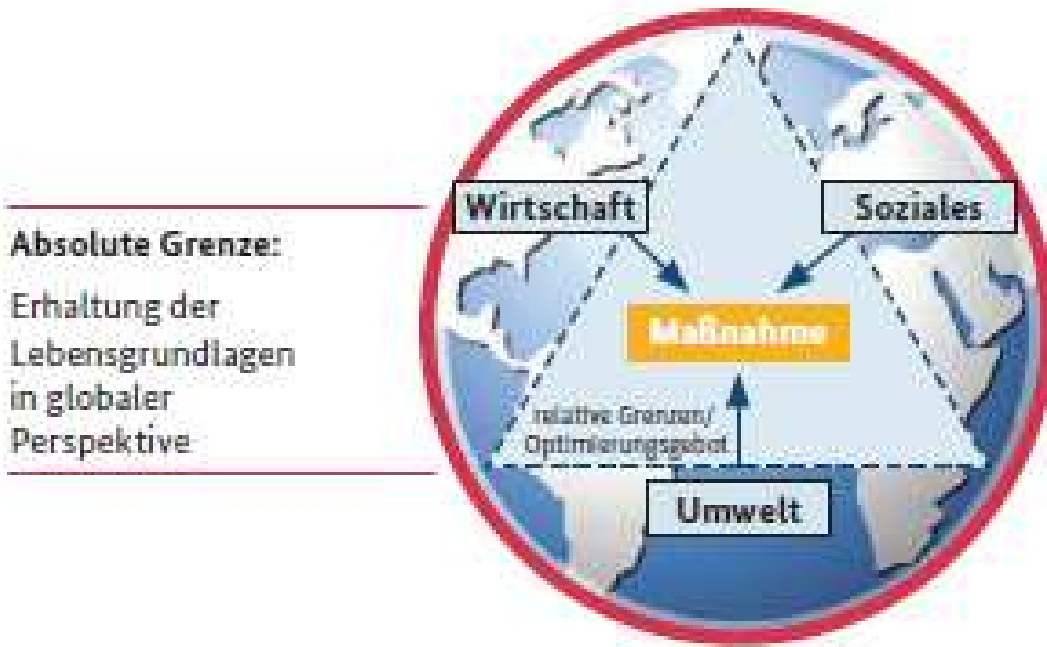 Absolute Grenze:
Erhaltung der
Lebensgrundlagen
in globaler
Perspektive
Wirtschaft
Soziales
Maßnahme
relative Grenzen/
Optimierungsgebot
Umwelt